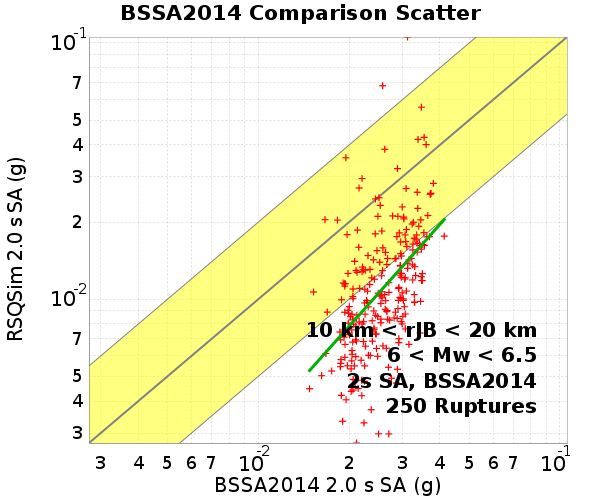 BSSA2014 Comparison Scatter
RSQSim 2.0 s SA (g)
10⁻¹
7
5
4
3
2
10⁻²
7
5
4
3
10 km < rJB < 20 km
6 < Mw < 6.5
2s SA, BSSA2014
250 Ruptures
3 4 5 6 7 10⁻² 2 3 4 5 6 7 10⁻¹
BSSA2014 2.0 s SA (g)